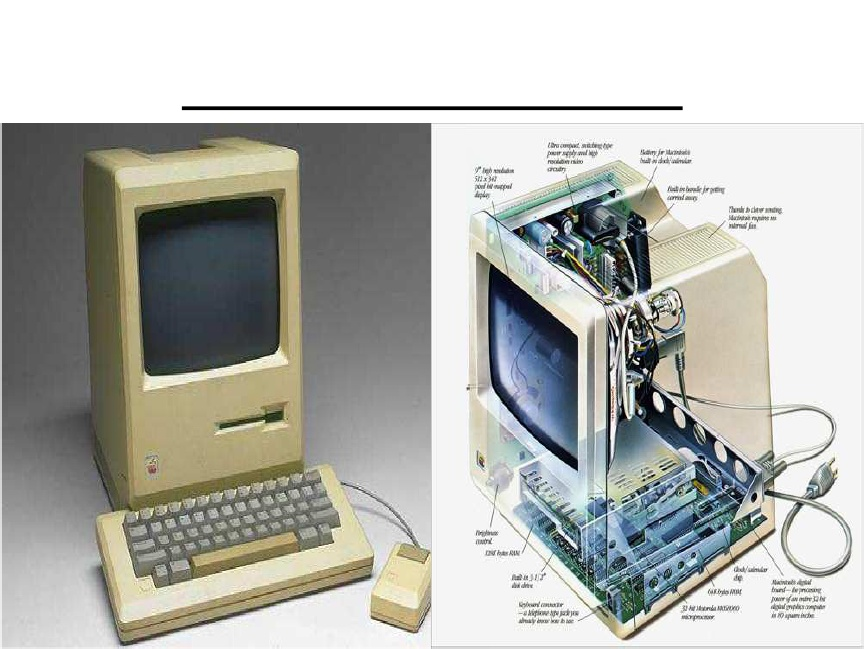 Ultra compact, switching-type
power supply and high
resolution video
circuitry.
Battery for Macintosh's
built-in clock/calendar.
9" high resolution
512 x 342
pixel bit-mapped
display.
Built-in handle for getting
carried away.
Thanks to clever venting,
Macintosh requires no
internal fan.
Brightness
control.
128K bytes RAM.
Built-in 3 1/2"
disk drive.
Keyboard connector
— a telephone type jack you
already know how to use.
Clock/calendar
chip.
64K bytes ROM.
32-bit Motorola MC68000
microprocessor.
Macintosh's digital
board — the processing
power of an entire 32-bit
digital graphics computer
in 80 square inches.